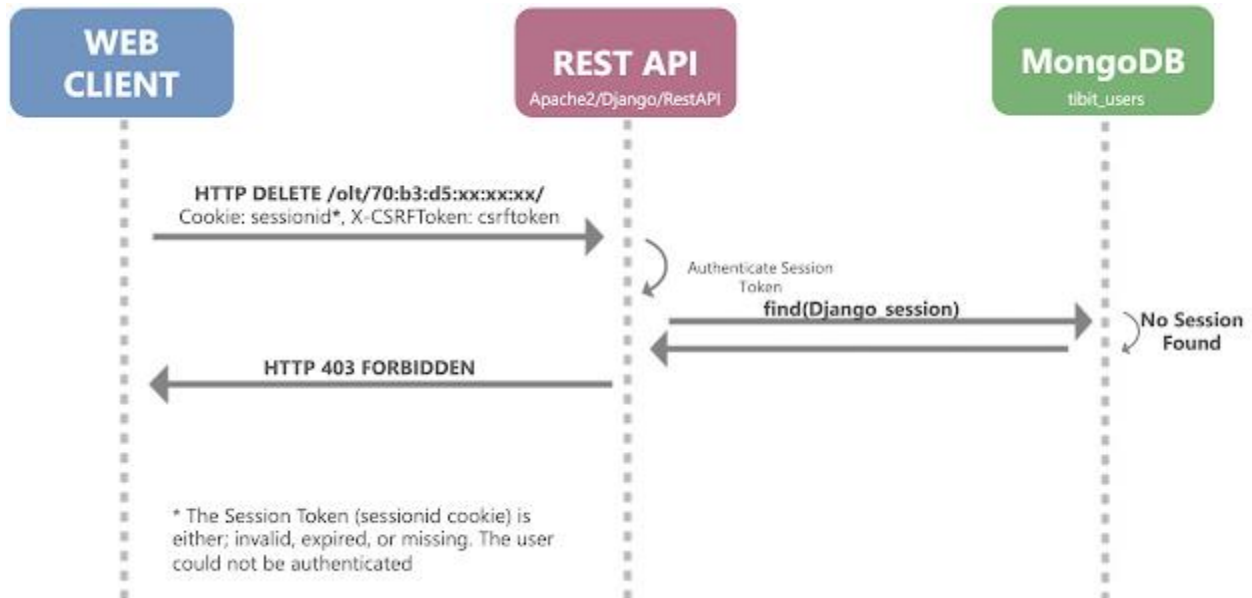 WEB
CLIENT
REST API
Apache2/Django/RestAPI
MongoDB
tibit_users
HTTP DELETE /olt/70:b3:d5:xx:xx:xx/
Cookie: sessionid*, X-CSRFToken: csrftoken
Authenticate Session
Token
find(Django_session)
No Session
Found
HTTP 403 FORBIDDEN
* The Session Token (sessionid cookie) is
either; invalid, expired, or missing. The user
could not be authenticated